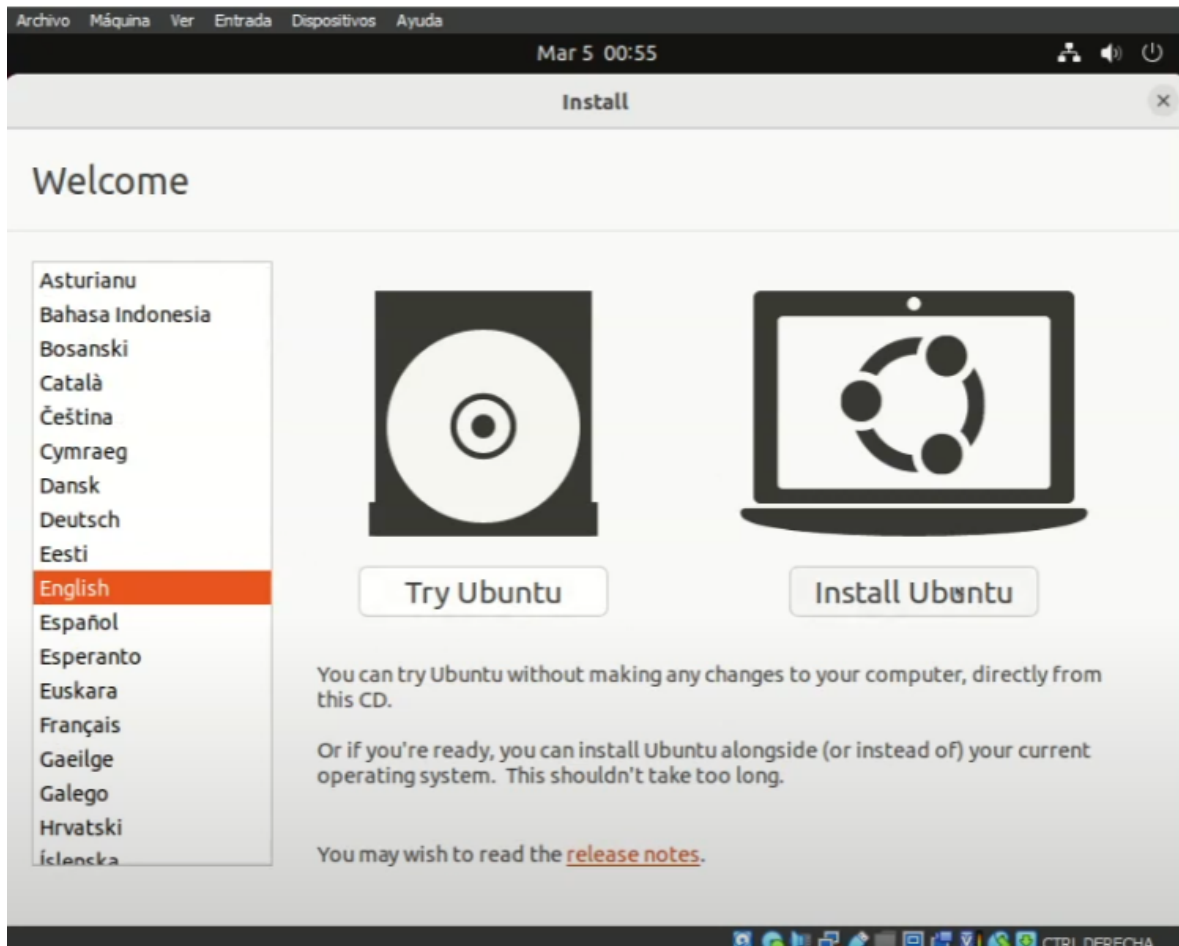 Archivo Máquina Ver Entrada Dispositivos Ayuda
Mar 5 00:55
Install
Welcome
Asturianu
Bahasa Indonesia
Bosanski
Català
Čeština
Cymraeg
Dansk
Deutsch
Eesti
English
Español
Esperanto
Euskara
Français
Gaeilge
Galego
Hrvatski
Íslenska
Try Ubuntu
Install Ubuntu
You can try Ubuntu without making any changes to your computer, directly from
this CD.
Or if you're ready, you can install Ubuntu alongside (or instead of) your current
operating system. This shouldn't take too long.
You may wish to read the release notes.
CTRL DERECHA